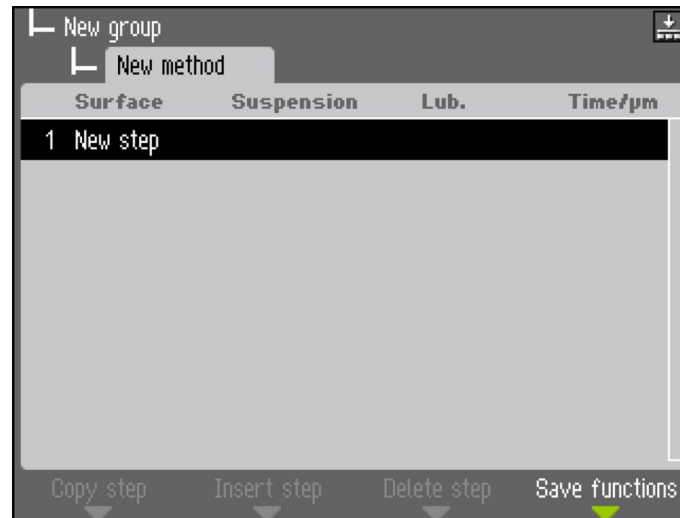 New group
New method
Surface Suspension Lub. Time/µm
1 New step
Copy step Insert step Delete step Save functions